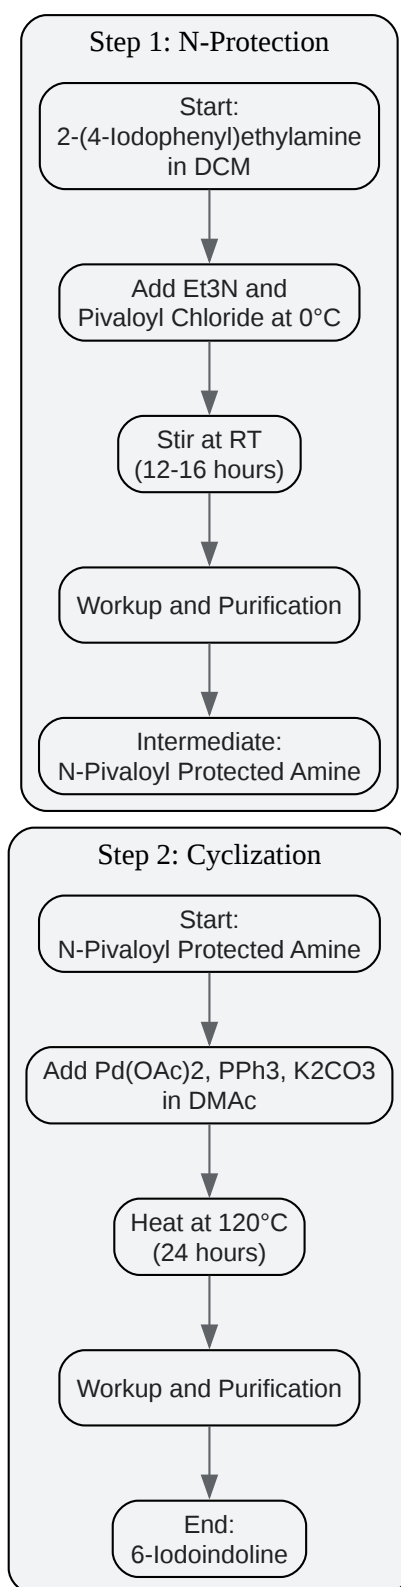 Step 1: N-Protection
Start:
2-(4-Iodophenyl)ethylamine
in DCM
Add Et3N and
Pivaloyl Chloride at 0°C
Stir at RT
(12-16 hours)
Workup and Purification
Intermediate:
N-Pivaloyl Protected Amine
Step 2: Cyclization
Start:
N-Pivaloyl Protected Amine
Add Pd(OAc)2, PPh3, K2CO3
in DMAc
Heat at 120°C
(24 hours)
Workup and Purification
End:
6-Iodoindoline